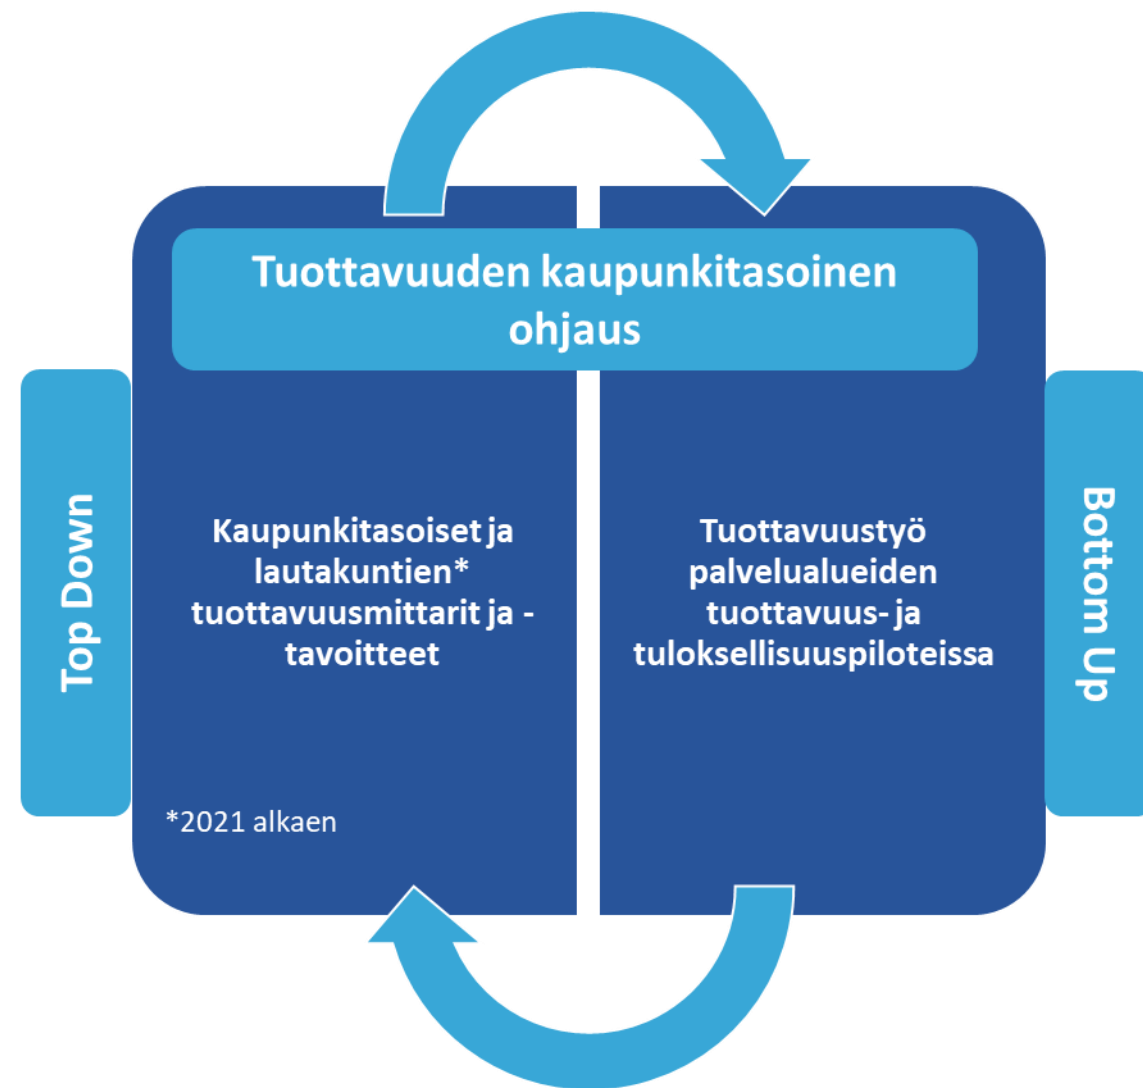 Tuottavuuden kaupunkitasoinen
ohjaus
Top Down
Kaupunkitasoiset ja
lautakuntien*
tuottavuusmittarit ja -
tavoitteet
*2021 alkaen
Tuottavuustyö
palvelualueiden
tuottavuus- ja
tuloksellisuuspiloteissa
Bottom Up